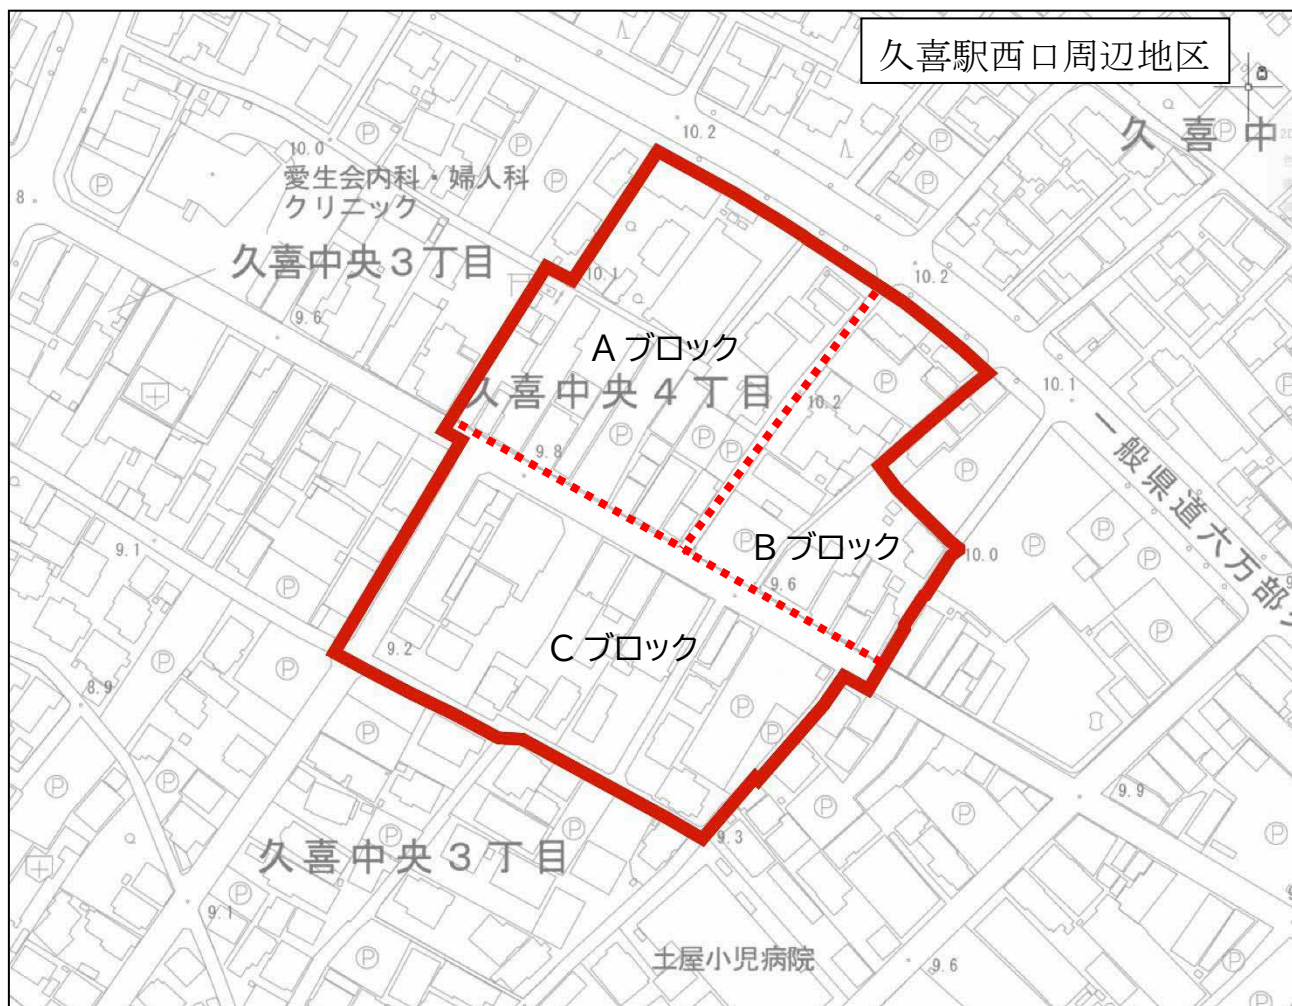 久喜駅西口周辺地区
久喜中
10.2
10.0
愛生会内科・婦人科
クリニック
P
P
P
P
P
P
8
久喜中央3丁目
10.1
10.2
9.6
Aブロック
久喜中央4丁目
10.1
P
P
10.2
一般県道六万部
P
P
P
9.8
P
P
P
9.1
Bブロック
10.0
P
P
9.6
P
9.2
Cブロック
P
P
P
8.9
P
P
P
P
9.9
P
P
P
P
P
9.3
久喜中央3丁目
P
9.1
土屋小児病院
P
9.6